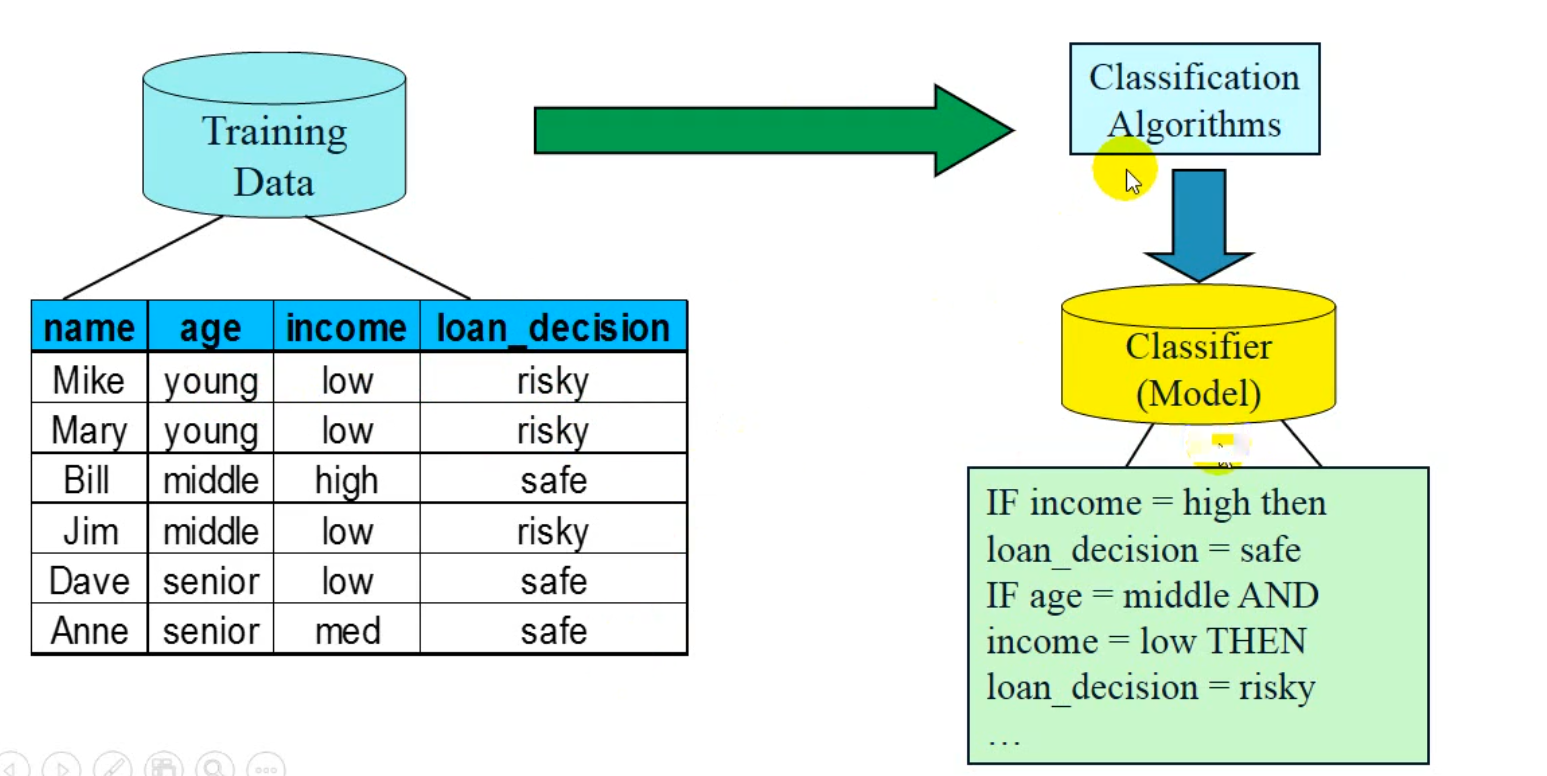 Training
Data
Classification
Algorithms
name age income loan_decision
Mike young low risky
Mary young low risky
Bill middle high safe
Jim middle low risky
Dave senior low safe
Anne senior med safe
Classifier
(Model)
IF income = high then
loan_decision = safe
IF age = middle AND
income = low THEN
loan_decision = risky
…